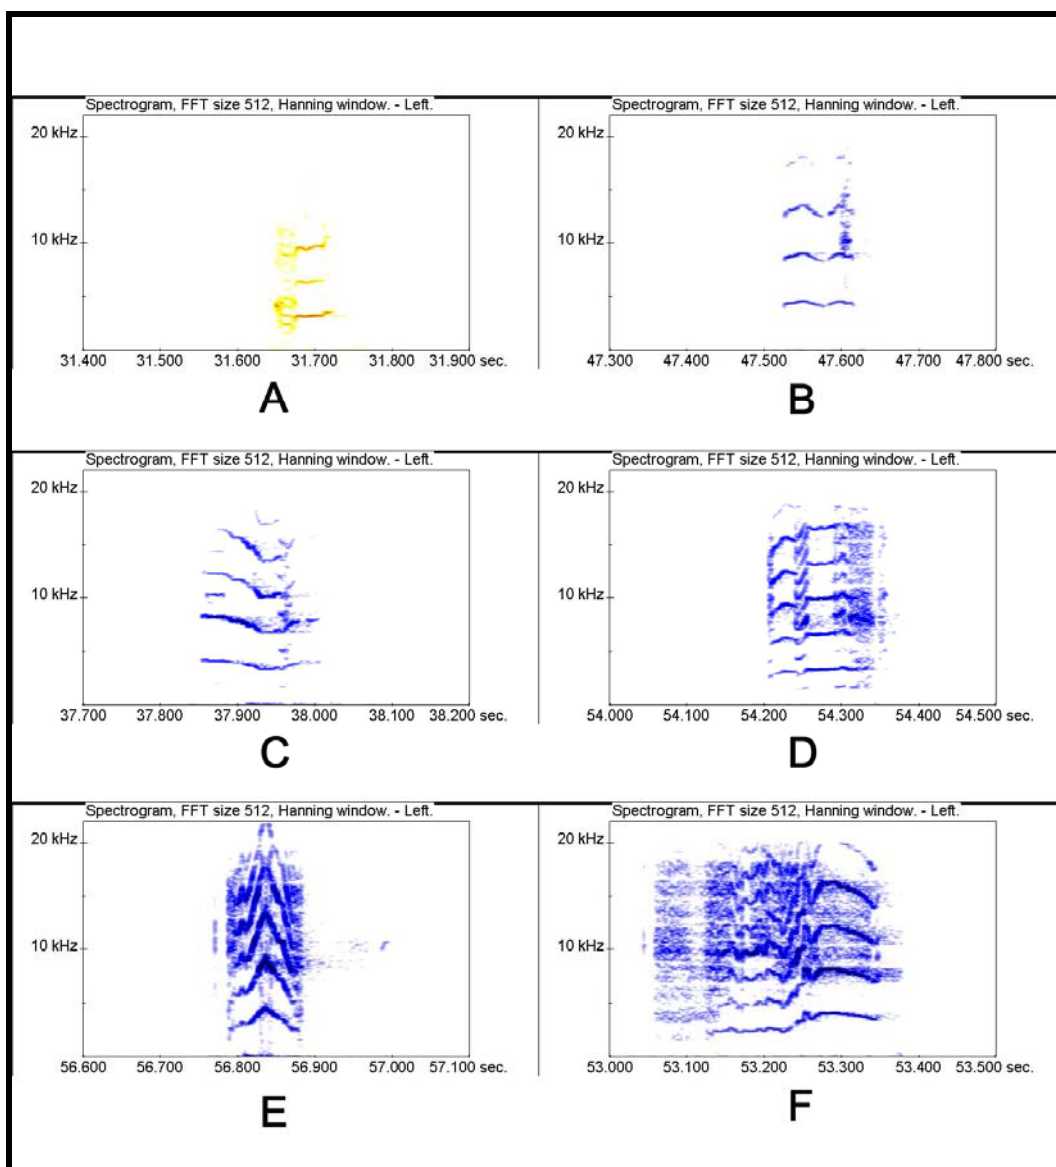 Spectrogram, FFT size 512, Hanning window. - Left. Spectrogram, FFT size 512, Hanning window. - Left.
20 kHz 20 kHz
10 kHz 10 kHz
31.400 31.500 31.600 31.700 31.800 31.900 sec. 47.300 47.400 47.500 47.600 47.700 47.800 sec.
A B
Spectrogram, FFT size 512, Hanning window. - Left. Spectrogram, FFT size 512, Hanning window. - Left.
20 kHz 20 kHz
10 kHz 10 kHz
37.700 37.800 37.900 38.000 38.100 38.200 sec. 54.000 54.100 54.200 54.300 54.400 54.500 sec.
C D
Spectrogram, FFT size 512, Hanning window. - Left. Spectrogram, FFT size 512, Hanning window. - Left.
20 kHz 20 kHz
10 kHz 10 kHz
56.600 56.700 56.800 56.900 57.000 57.100 sec. 53.000 53.100 53.200 53.300 53.400 53.500 sec.
E F